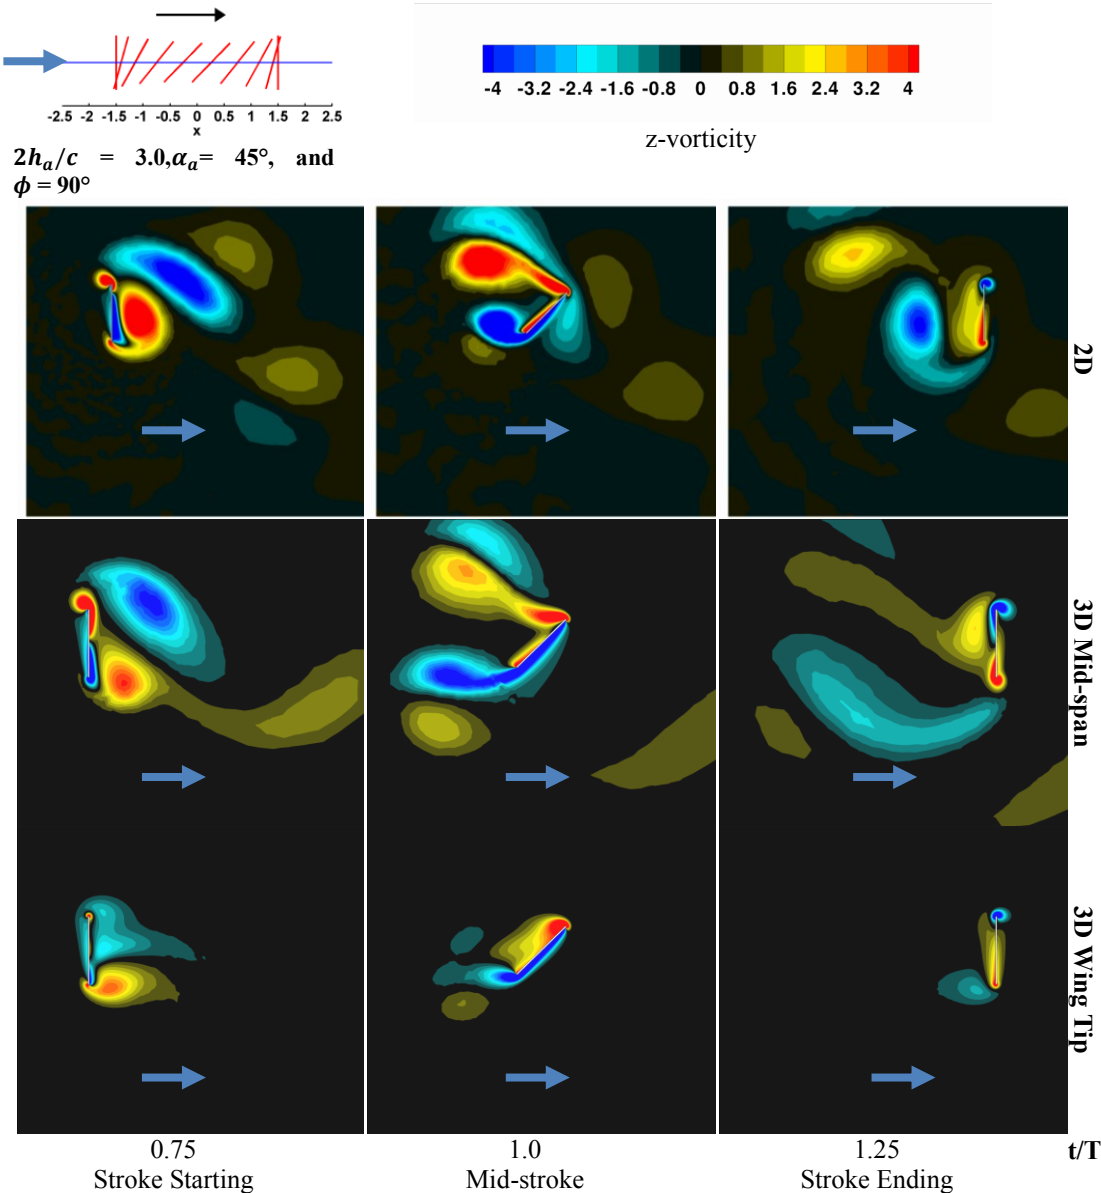 -2.5 -2 -1.5 -1 -0.5 0 0.5 1 1.5 2 2.5
x
2hₐ/c = 3.0,αₐ= 45°, and
ϕ = 90°
-4 -3.2 -2.4 -1.6 -0.8 0 0.8 1.6 2.4 3.2 4
z-vorticity
2D
3D Mid-span
3D Wing Tip
0.75 1.0 1.25 t/T
Stroke Starting Mid-stroke Stroke Ending